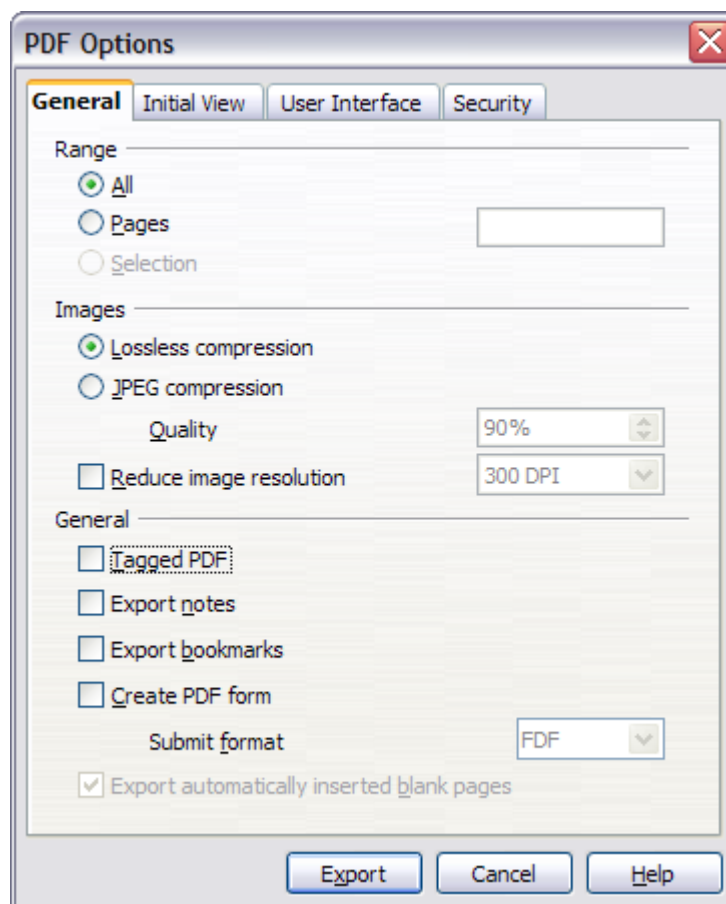 PDF Options
General Initial View User Interface Security
Range
All
Pages
Selection
Images
Lossless compression
JPEG compression
Quality 90%
Reduce image resolution 300 DPI
General
Tagged PDF
Export notes
Export bookmarks
Create PDF form
Submit format FDF
Export automatically inserted blank pages
Export Cancel Help